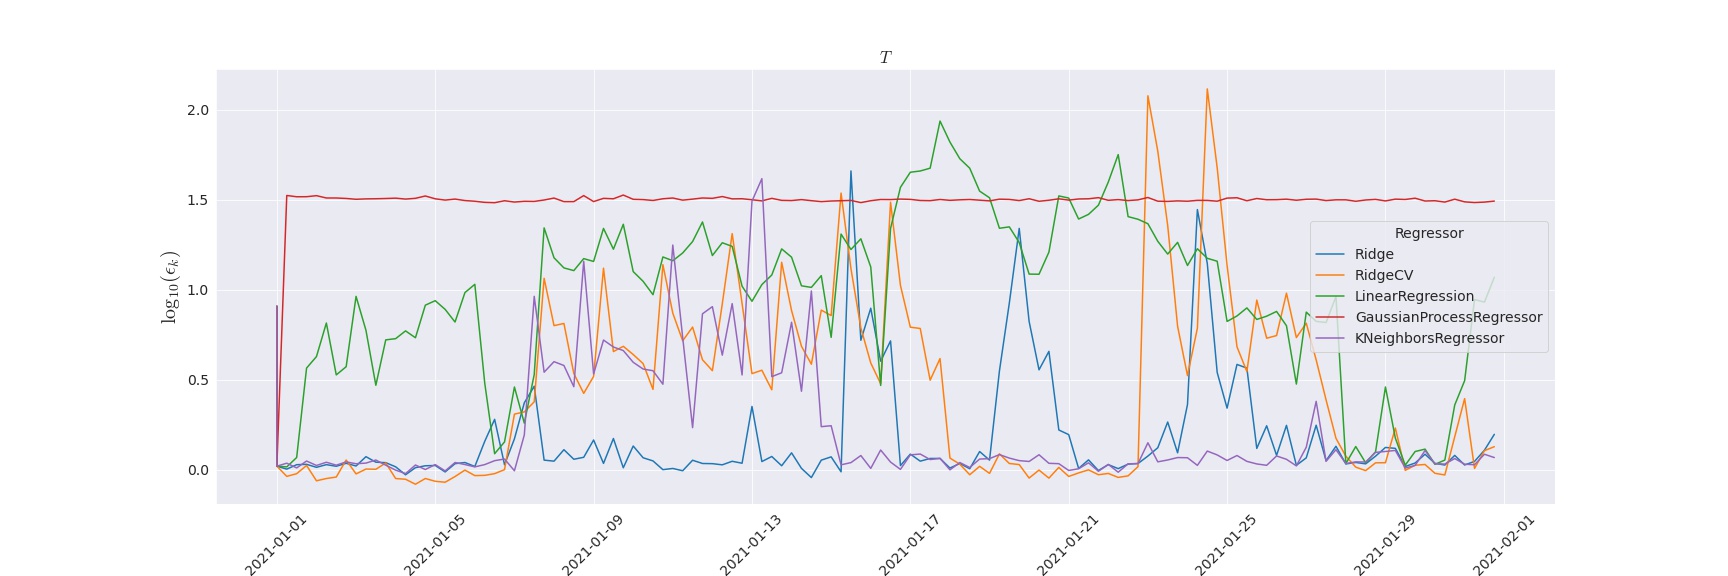 T
log₁₀(ϵₖ)
2.0
1.5
1.0
0.5
0.0
2021-01-01
2021-01-05
2021-01-09
2021-01-13
2021-01-17
2021-01-21
2021-01-25
2021-01-29
2021-02-01
Regressor
Ridge
RidgeCV
LinearRegression
GaussianProcessRegressor
KNeighborsRegressor